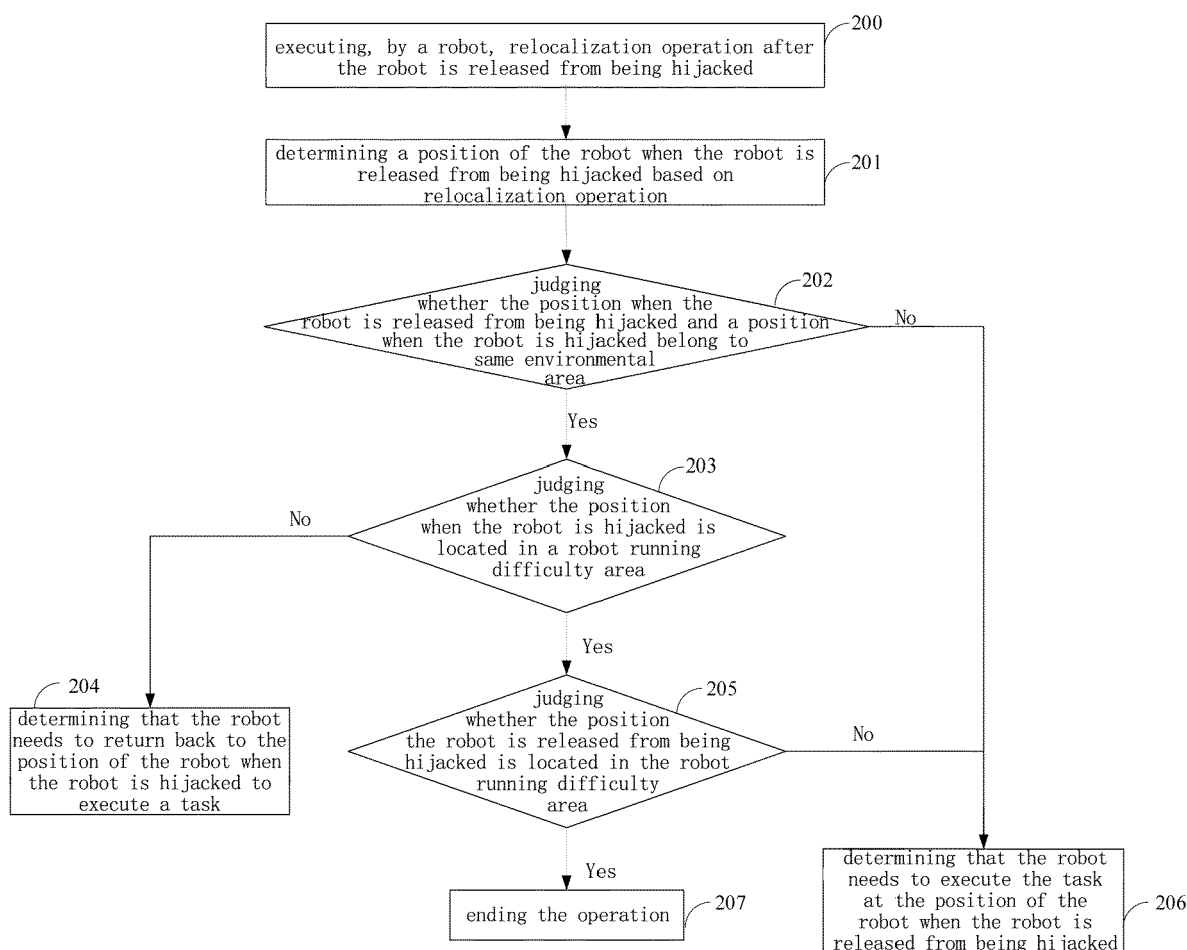 200
executing, by a robot, relocalization operation after
the robot is released from being hijacked
determining a position of the robot when the robot is
released from being hijacked based on
relocalization operation
201
judging
whether the position when the
robot is released from being hijacked and a position
when the robot is hijacked belong to
same environmental
area
202
No
Yes
judging
whether the position
when the robot is hijacked is
located in a robot running
difficulty area
203
No
Yes
204
determining that the robot
needs to return back to the
position of the robot when
the robot is hijacked to
execute a task
judging
whether the position
the robot is released from being
hijacked is located in the robot
running difficulty
area
205
No
Yes
ending the operation
207
determining that the robot
needs to execute the task
at the position of the
robot when the robot is
released from being hijacked
206